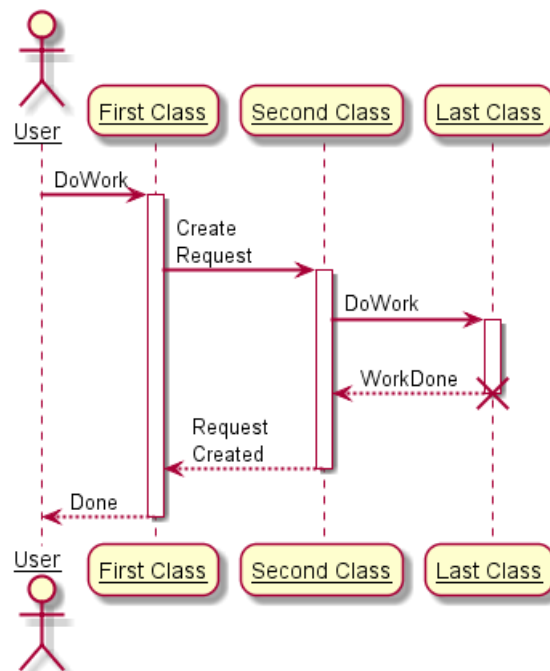 User
First Class
Second Class
Last Class
DoWork
Create
Request
DoWork
WorkDone
Request
Created
Done
User
First Class
Second Class
Last Class